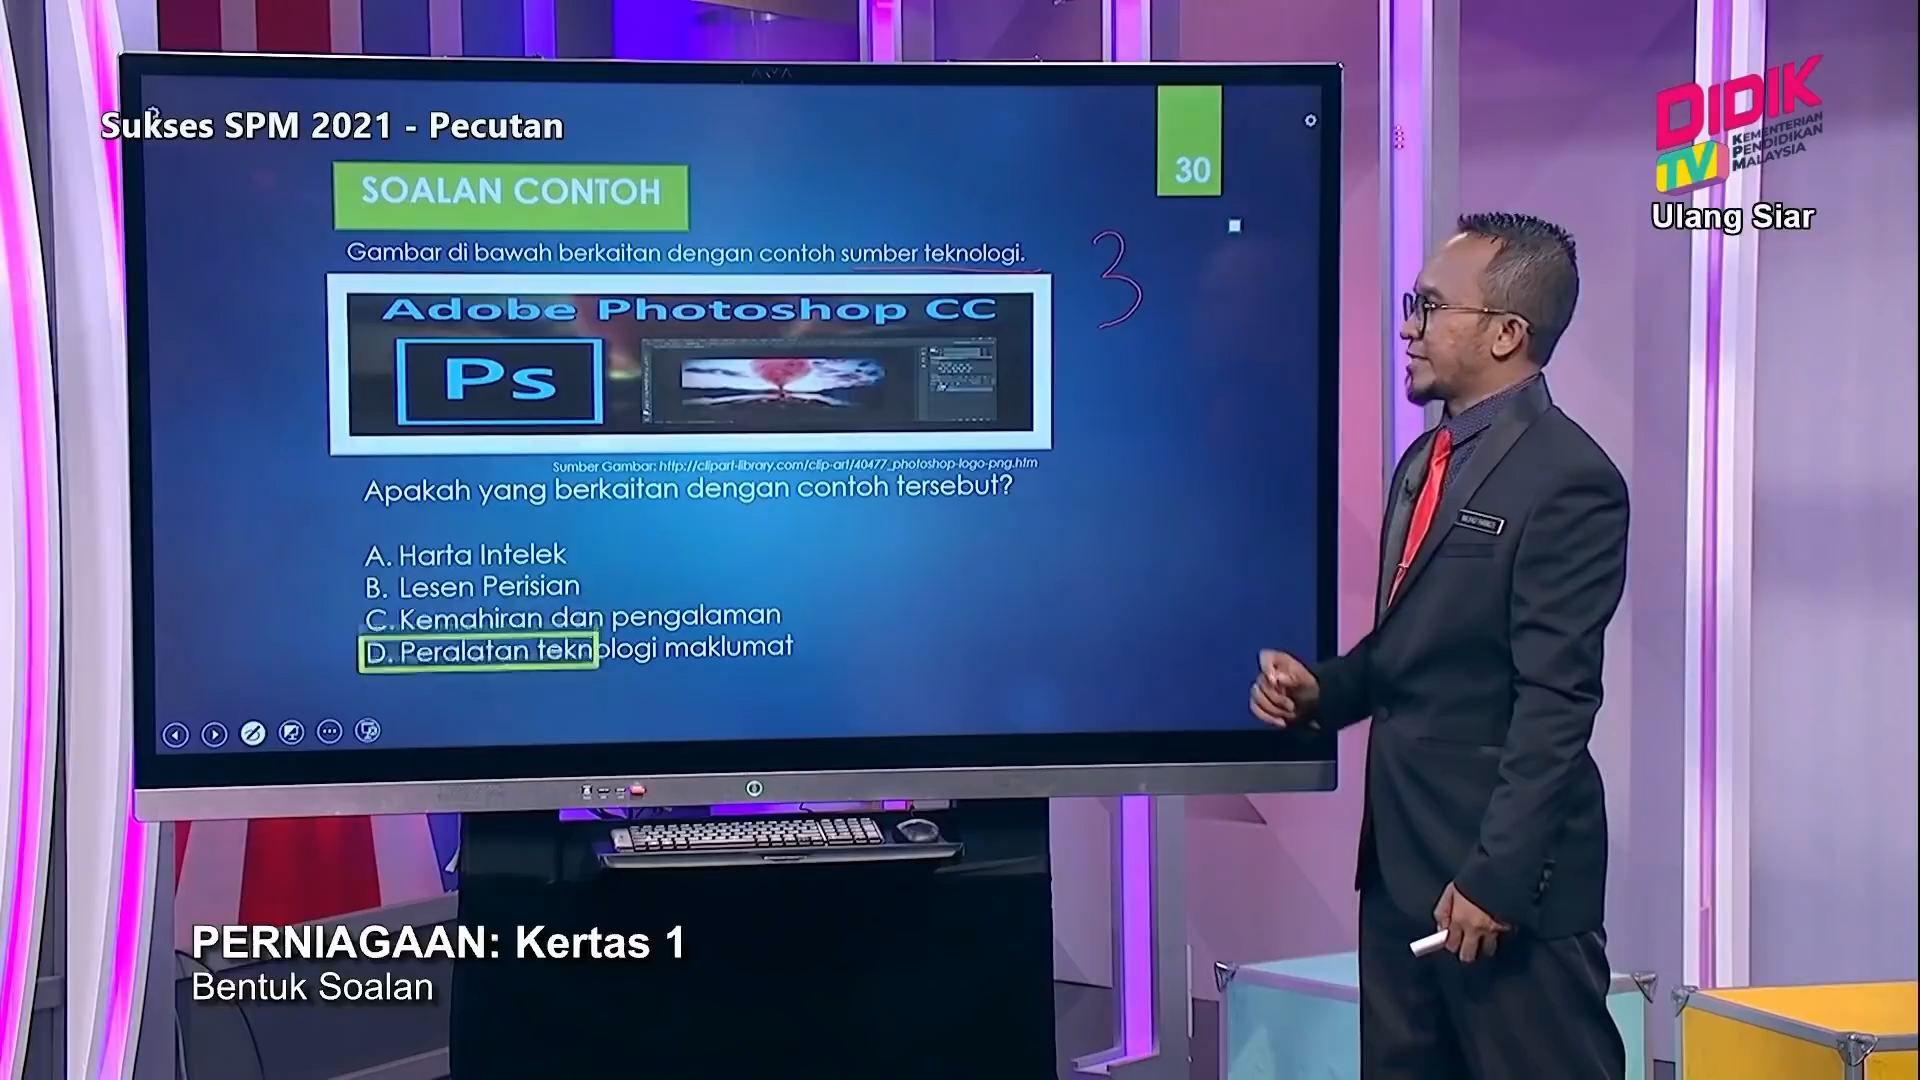 Sukses SPM 2021 - Pecutan
DIDIK
TV
KEMENTERIAN
PENDIDIKAN
MALAYSIA
Ulang Siar
30
SOALAN CONTOH
Gambar di bawah berkaitan dengan contoh sumber teknologi.
3
Adobe Photoshop CC
Ps
Sumber Gambar: http://clipart-library.com/clip-art/40477_photoshop-logo-png.htm
Apakah yang berkaitan dengan contoh tersebut?
A. Harta Intelek
B. Lesen Perisian
C. Kemahiran dan pengalaman
D. Peralatan teknologi maklumat
PERNIAGAAN: Kertas 1
Bentuk Soalan